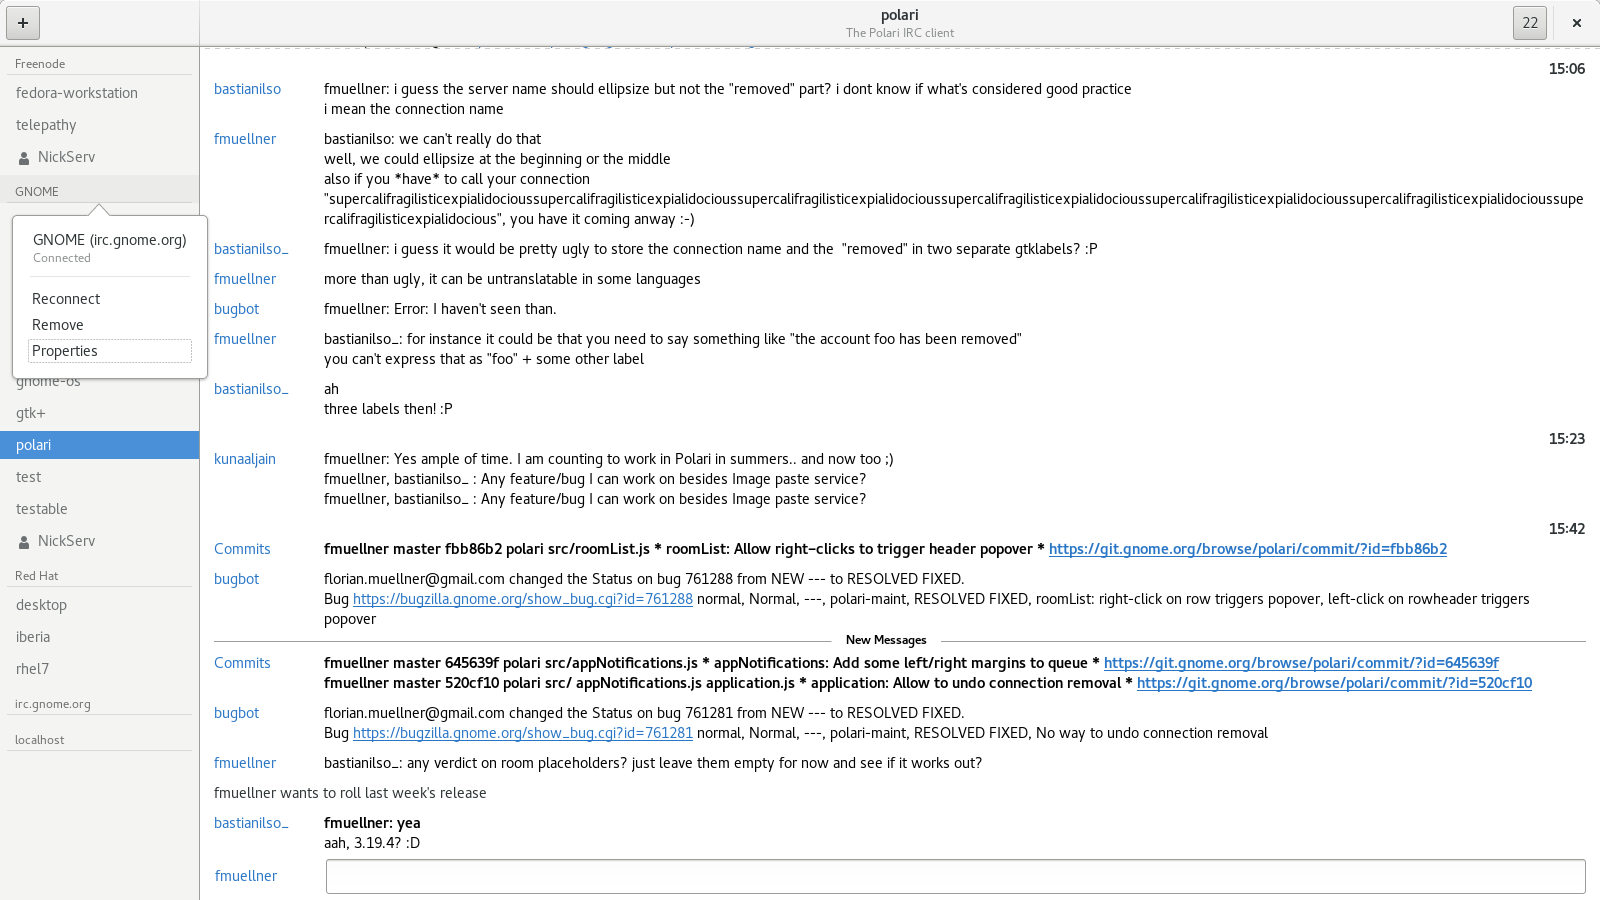 +
polari
The Polari IRC client
22
×
Freenode
fedora-workstation
telepathy
NickServ
GNOME
GNOME (irc.gnome.org)
Connected
Reconnect
Remove
Properties
gnome-os
gtk+
polari
test
testable
NickServ
Red Hat
desktop
iberia
rhel7
irc.gnome.org
localhost
15:06
bastianilso fmuellner: i guess the server name should ellipsize but not the "removed" part? i dont know if what's considered good practice
i mean the connection name
fmuellner bastianilso: we can't really do that
well, we could ellipsize at the beginning or the middle
also if you *have* to call your connection
"supercalifragilisticexpialidocioussupercalifragilisticexpialidocioussupercalifragilisticexpialidocioussupercalifragilisticexpialidocioussupercalifragilisticexpialidocioussupercalifragilisticexpialidocioussupe
rcalifragilisticexpialidocious", you have it coming anway :-)
bastianilso_ fmuellner: i guess it would be pretty ugly to store the connection name and the  "removed" in two separate gtklabels? :P
fmuellner more than ugly, it can be untranslatable in some languages
bugbot fmuellner: Error: I haven't seen than.
fmuellner bastianilso_: for instance it could be that you need to say something like "the account foo has been removed"
you can't express that as "foo" + some other label
bastianilso_ ah
three labels then! :P
15:23
kunaaljain fmuellner: Yes ample of time. I am counting to work in Polari in summers.. and now too ;)
fmuellner, bastianilso_ : Any feature/bug I can work on besides Image paste service?
fmuellner, bastianilso_ : Any feature/bug I can work on besides Image paste service?
15:42
Commits fmuellner master fbb86b2 polari src/roomList.js * roomList: Allow right-clicks to trigger header popover * https://git.gnome.org/browse/polari/commit/?id=fbb86b2
bugbot florian.muellner@gmail.com changed the Status on bug 761288 from NEW --- to RESOLVED FIXED.
Bug https://bugzilla.gnome.org/show_bug.cgi?id=761288 normal, Normal, ---, polari-maint, RESOLVED FIXED, roomList: right-click on row triggers popover, left-click on rowheader triggers
popover
New Messages
Commits fmuellner master 645639f polari src/appNotifications.js * appNotifications: Add some left/right margins to queue * https://git.gnome.org/browse/polari/commit/?id=645639f
fmuellner master 520cf10 polari src/ appNotifications.js application.js * application: Allow to undo connection removal * https://git.gnome.org/browse/polari/commit/?id=520cf10
bugbot florian.muellner@gmail.com changed the Status on bug 761281 from NEW --- to RESOLVED FIXED.
Bug https://bugzilla.gnome.org/show_bug.cgi?id=761281 normal, Normal, ---, polari-maint, RESOLVED FIXED, No way to undo connection removal
fmuellner bastianilso_: any verdict on room placeholders? just leave them empty for now and see if it works out?
fmuellner wants to roll last week's release
bastianilso_ fmuellner: yea
aah, 3.19.4? :D
fmuellner